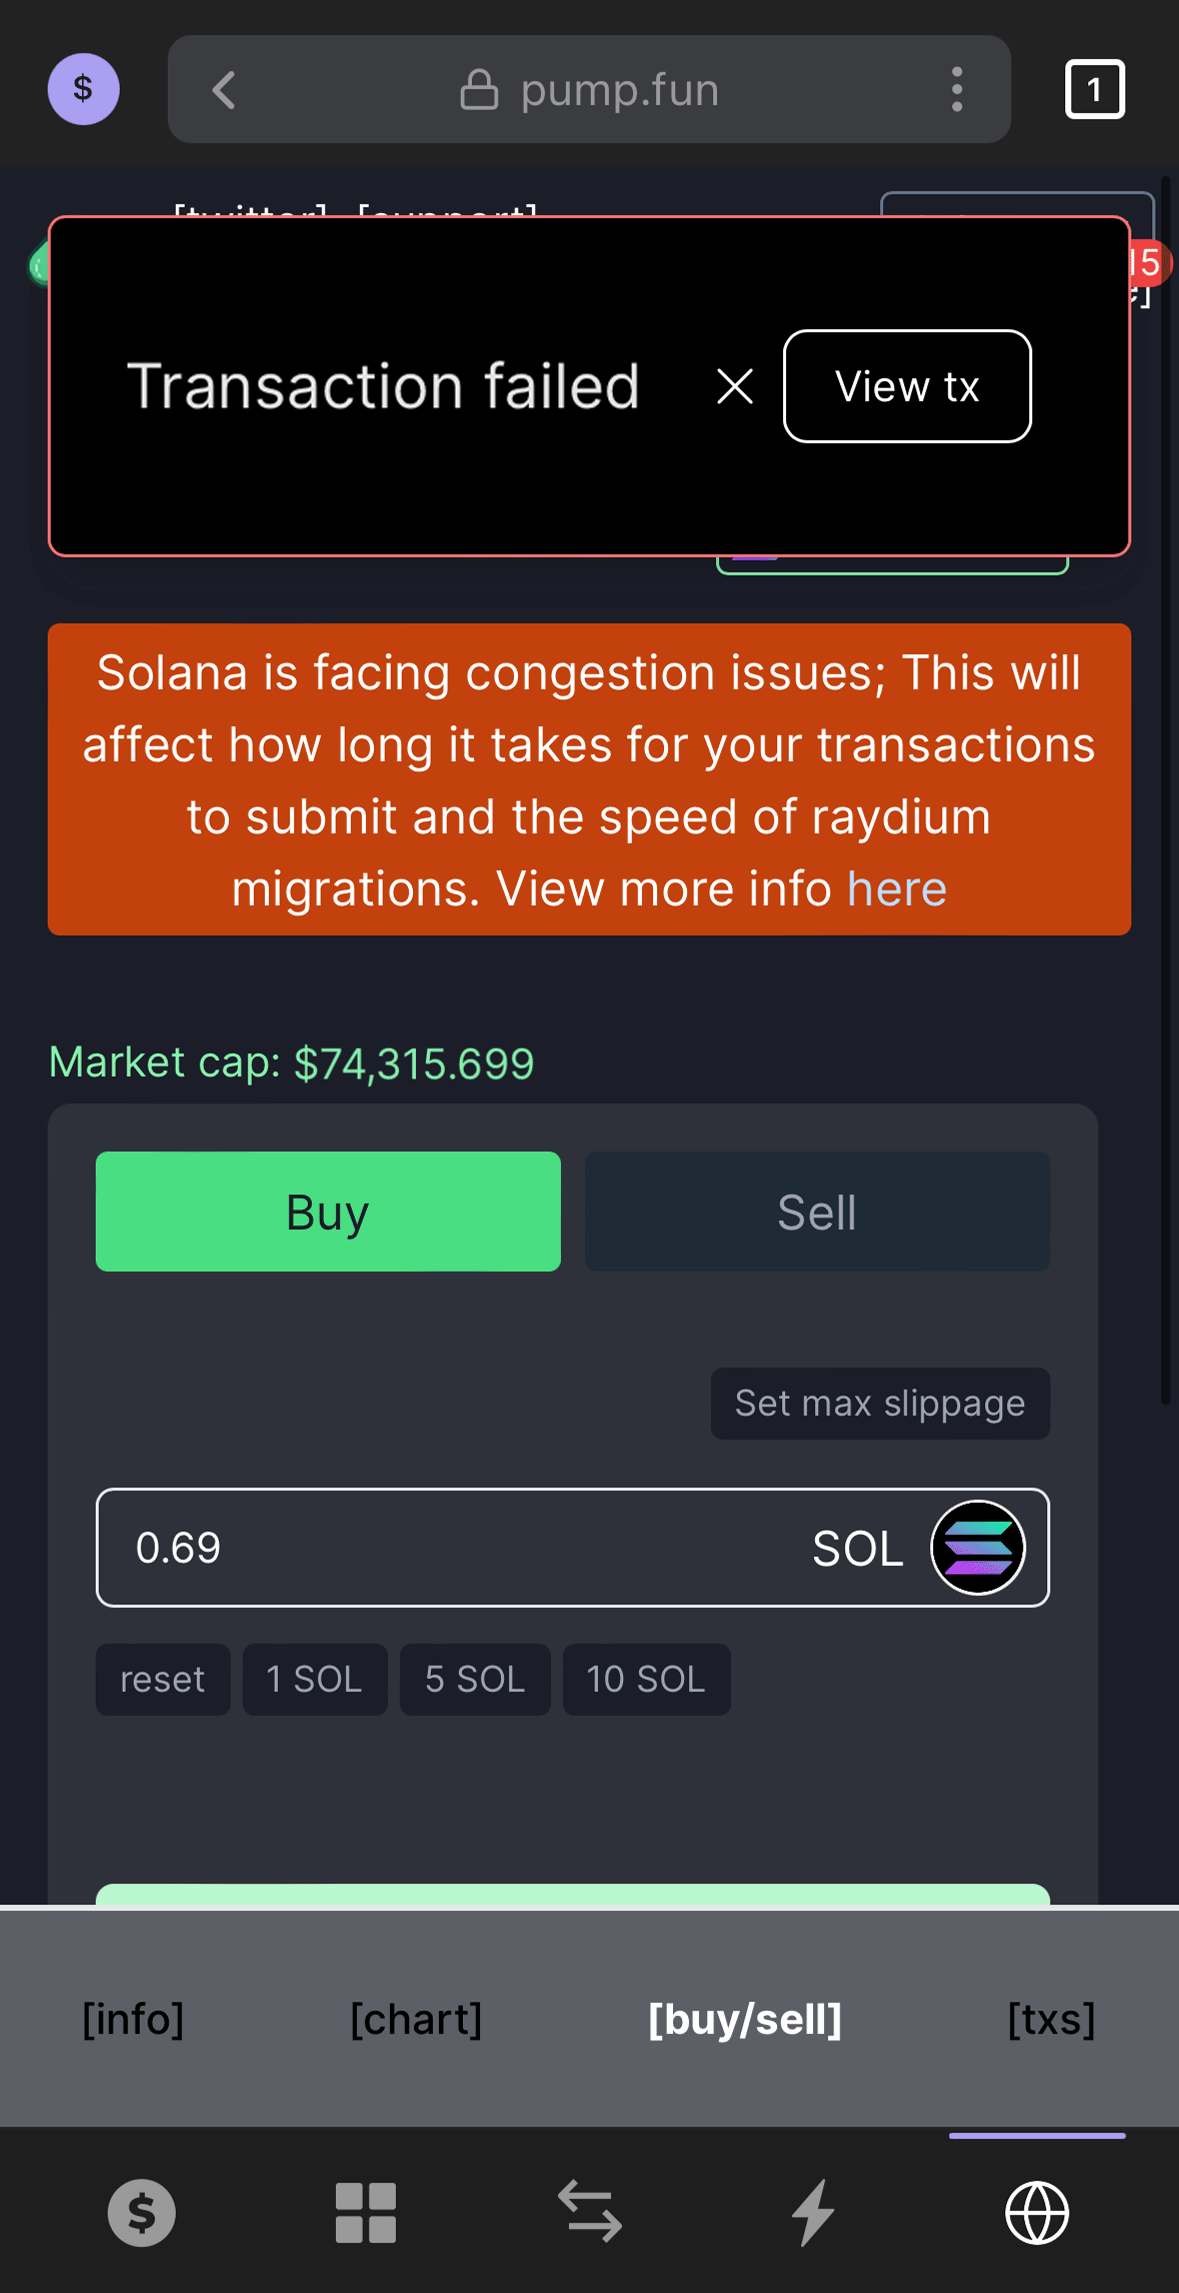 $
pump.fun
1
[twitter] [support]
15
e]
Transaction failed
View tx
Solana is facing congestion issues; This will
affect how long it takes for your transactions
to submit and the speed of raydium
migrations. View more info here
Market cap: $74,315.699
Buy
Sell
Set max slippage
0.69
SOL
reset
1 SOL
5 SOL
10 SOL
[info]
[chart]
[buy/sell]
[txs]
$